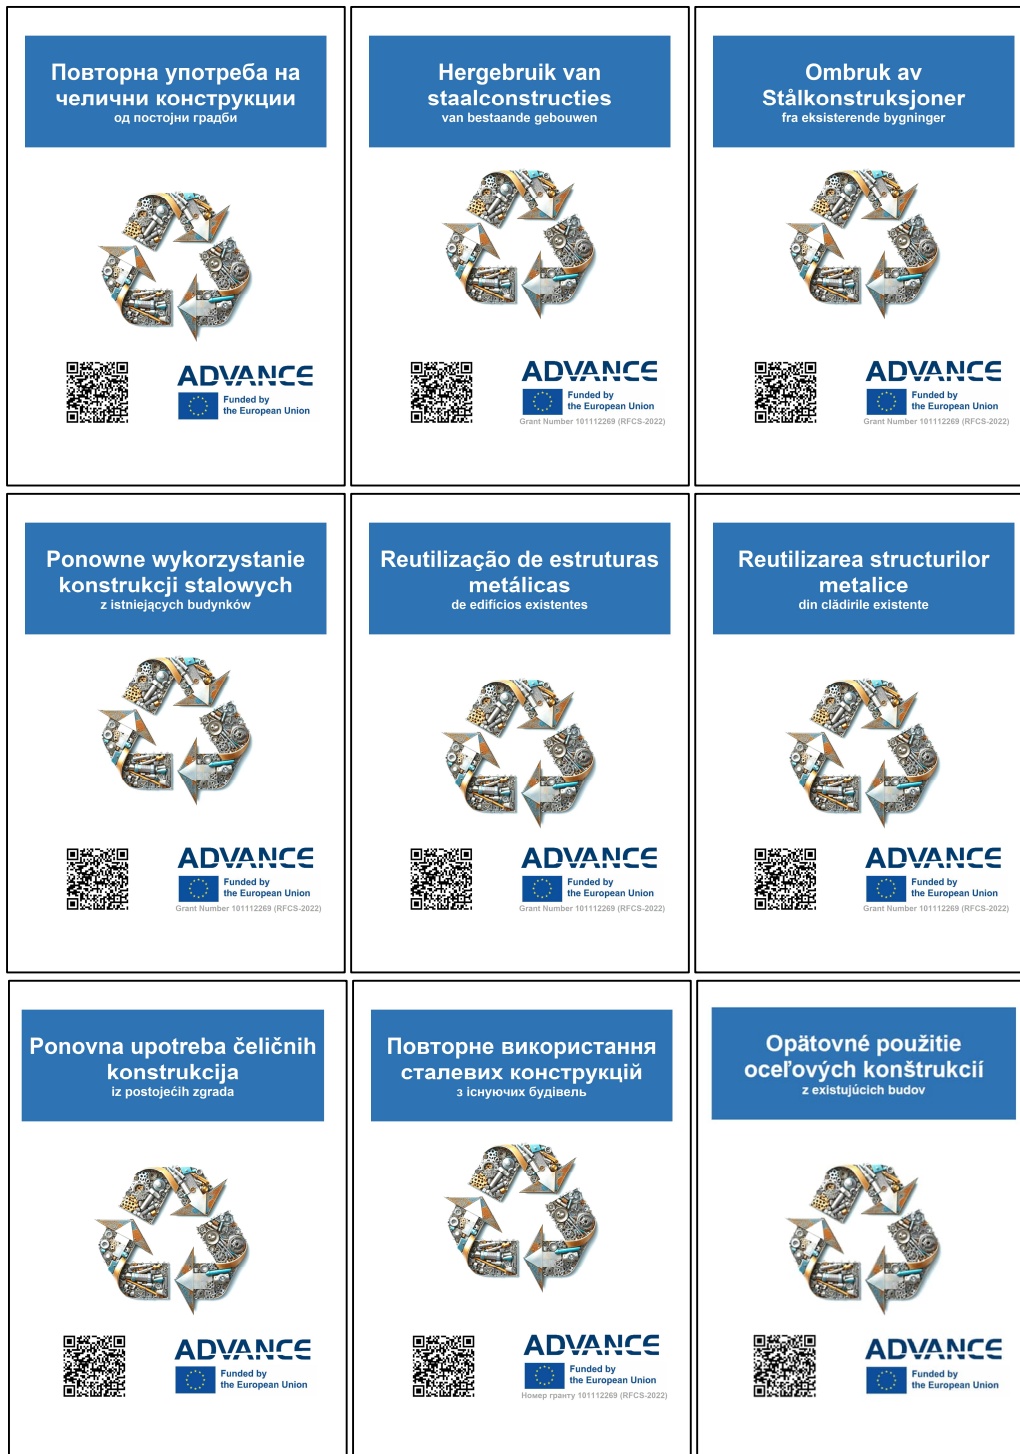 Повторна употреба на
челични конструкции
од постојни градби
ADVANCE
Funded by
the European Union
Hergebruik van
staalconstructies
van bestaande gebouwen
ADVANCE
Funded by
the European Union
Grant Number 101112269 (RFCS-2022)
Ombruk av
Stålkonstruksjoner
fra eksisterende bygninger
ADVANCE
Funded by
the European Union
Grant Number 101112269 (RFCS-2022)
Ponowne wykorzystanie
konstrukcji stalowych
z istniejących budynków
ADVANCE
Funded by
the European Union
Grant Number 101112269 (RFCS-2022)
Reutilização de estruturas
metálicas
de edifícios existentes
ADVANCE
Funded by
the European Union
Grant Number 101112269 (RFCS-2022)
Reutilizarea structurilor
metalice
din clădirile existente
ADVANCE
Funded by
the European Union
Grant Number 101112269 (RFCS-2022)
Ponovna upotreba čeličnih
konstrukcija
iz postojećih zgrada
ADVANCE
Funded by
the European Union
Повторне використання
сталевих конструкцій
з існуючих будівель
ADVANCE
Funded by
the European Union
Номер гранту 101112269 (RFCS-2022)
Opätovné použitie
oceľových konštrukcií
z existujúcich budov
ADVANCE
Funded by
the European Union